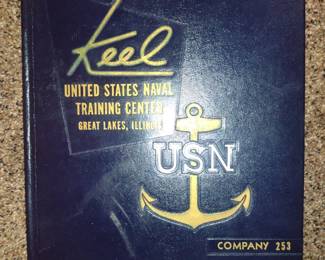 Keel
UNITED STATES NAVAL
TRAINING CENTER
GREAT LAKES, ILLINOIS
USN
COMPANY 253